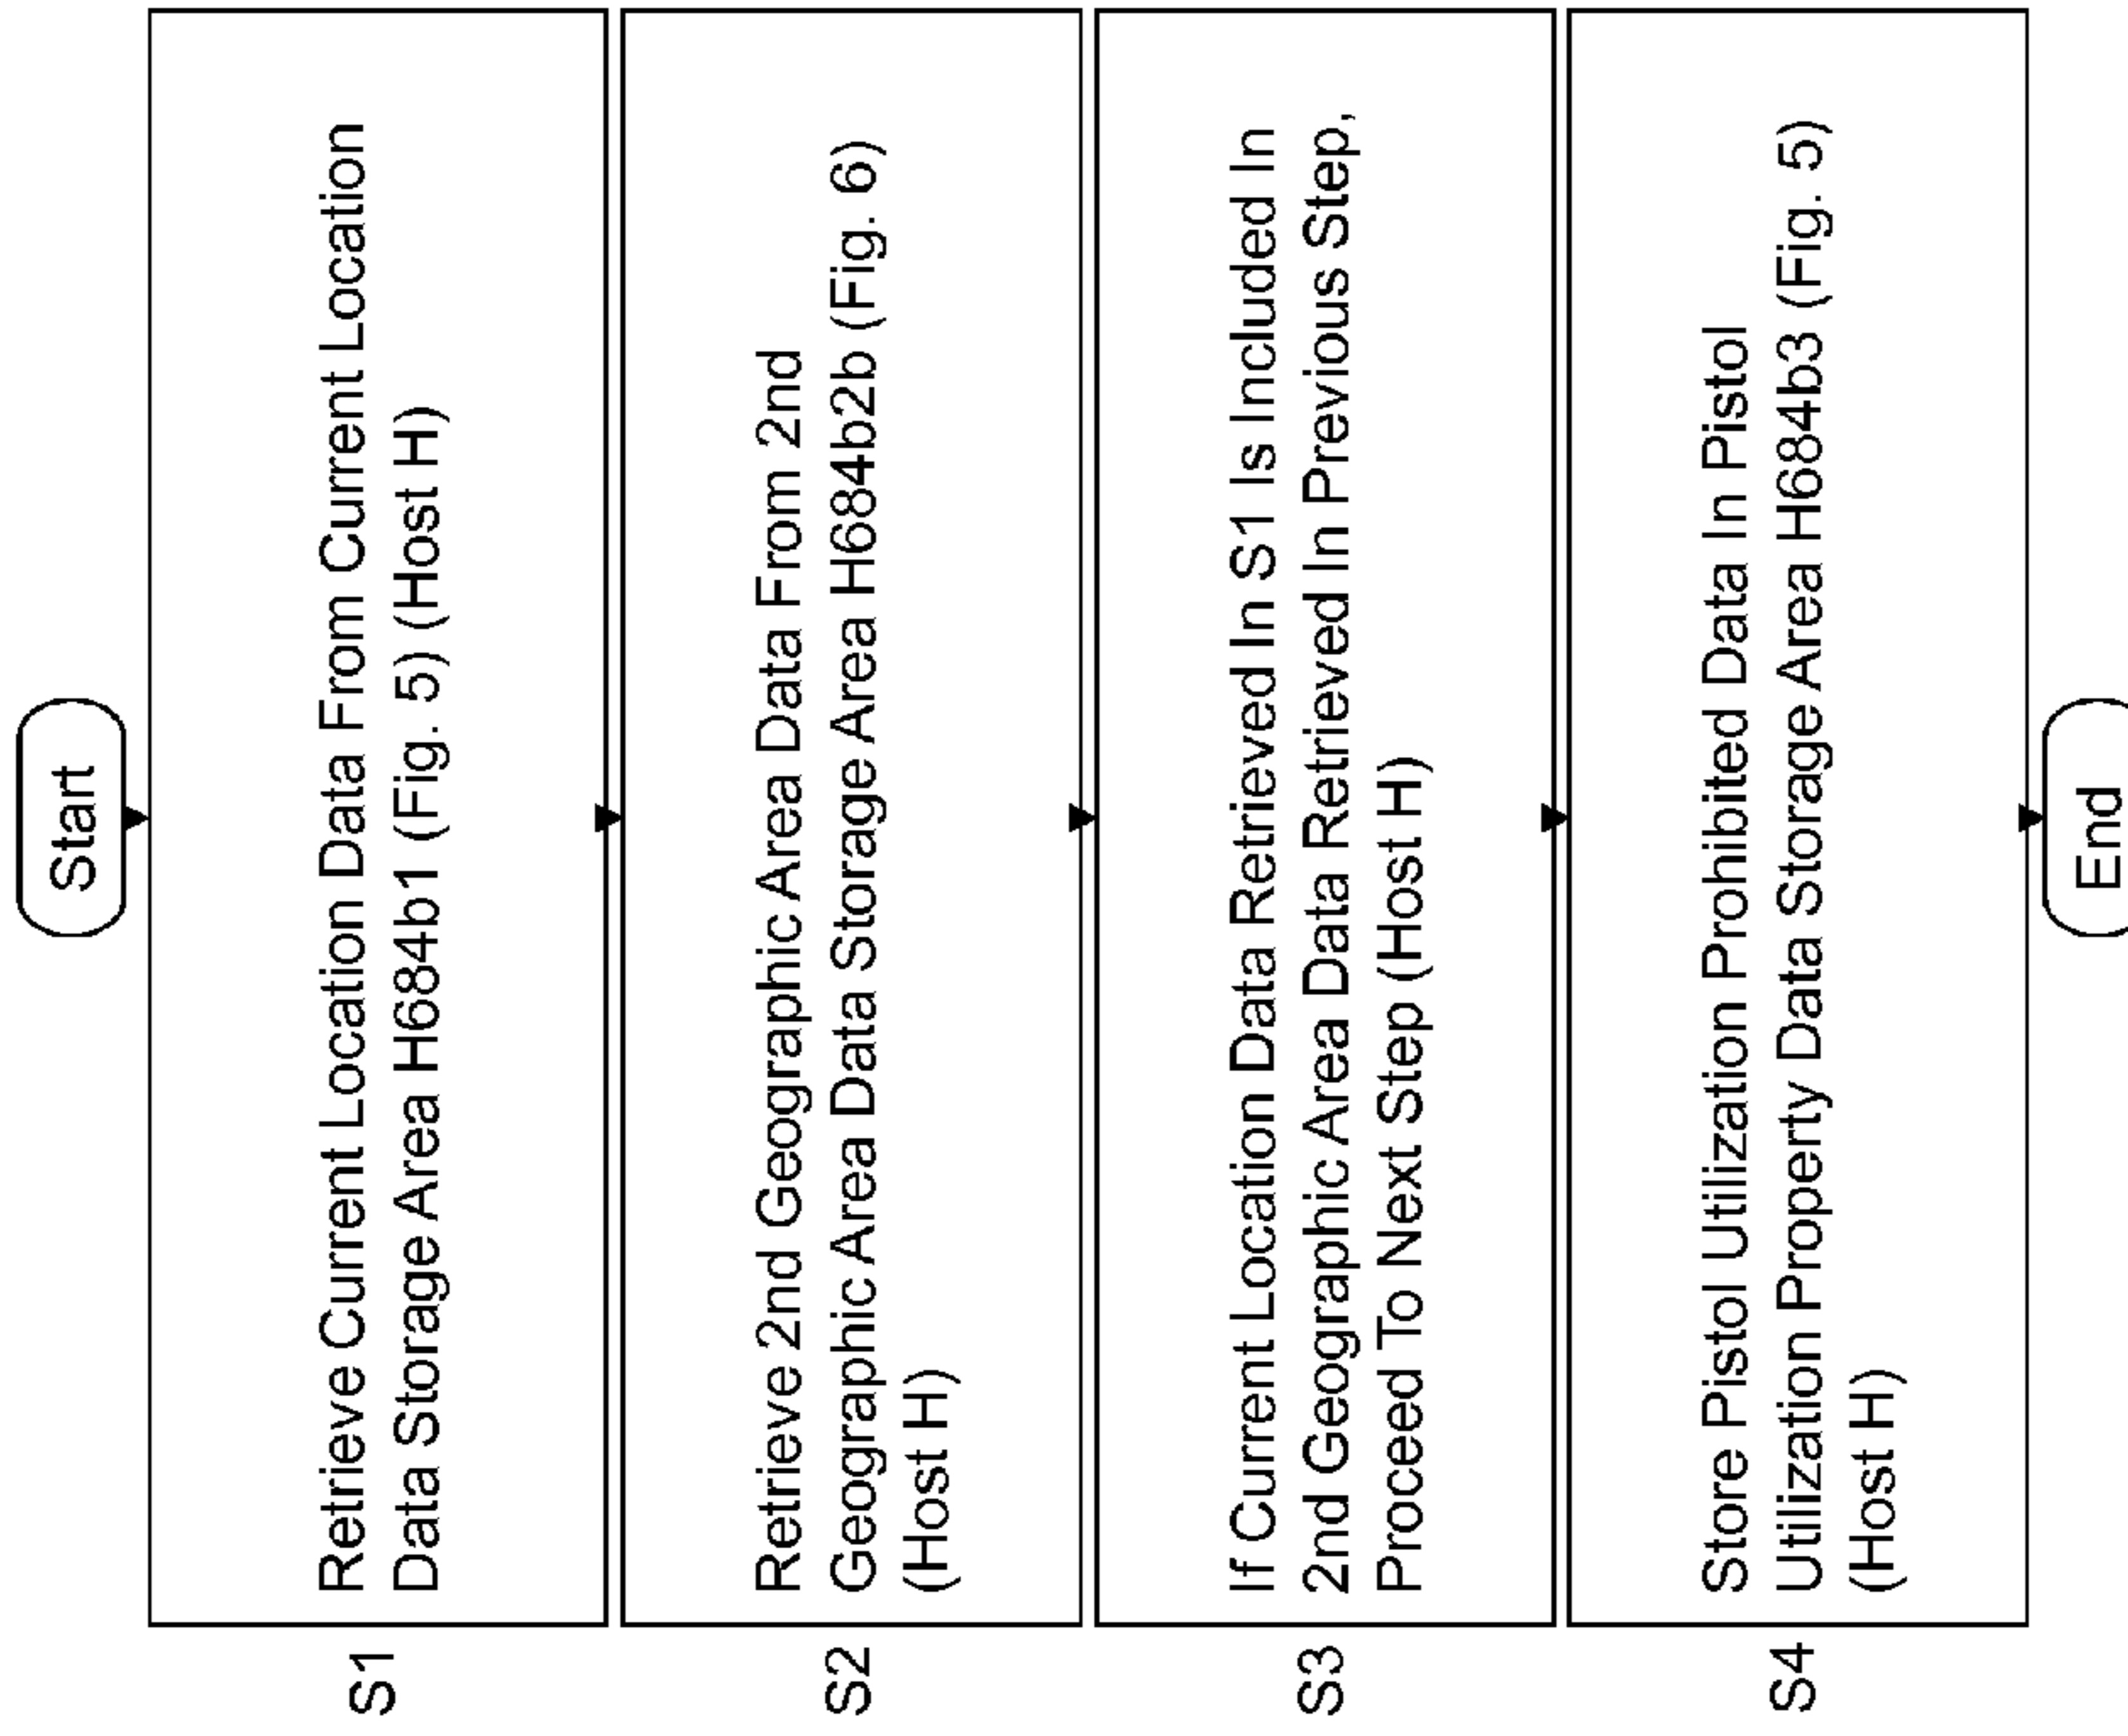 Start
S1
Retrieve Current Location Data From Current Location
Data Storage Area H684b1 (Fig. 5) (Host H)
S2
Retrieve 2nd Geographic Area Data From 2nd
Geographic Area Data Storage Area H684b2b (Fig. 6)
(Host H)
S3
If Current Location Data Retrieved In S1 Is Included In
2nd Geographic Area Data Retrieved In Previous Step,
Proceed To Next Step (Host H)
S4
Store Pistol Utilization Prohibited Data In Pistol
Utilization Property Data Storage Area H684b3 (Fig. 5)
(Host H)
End